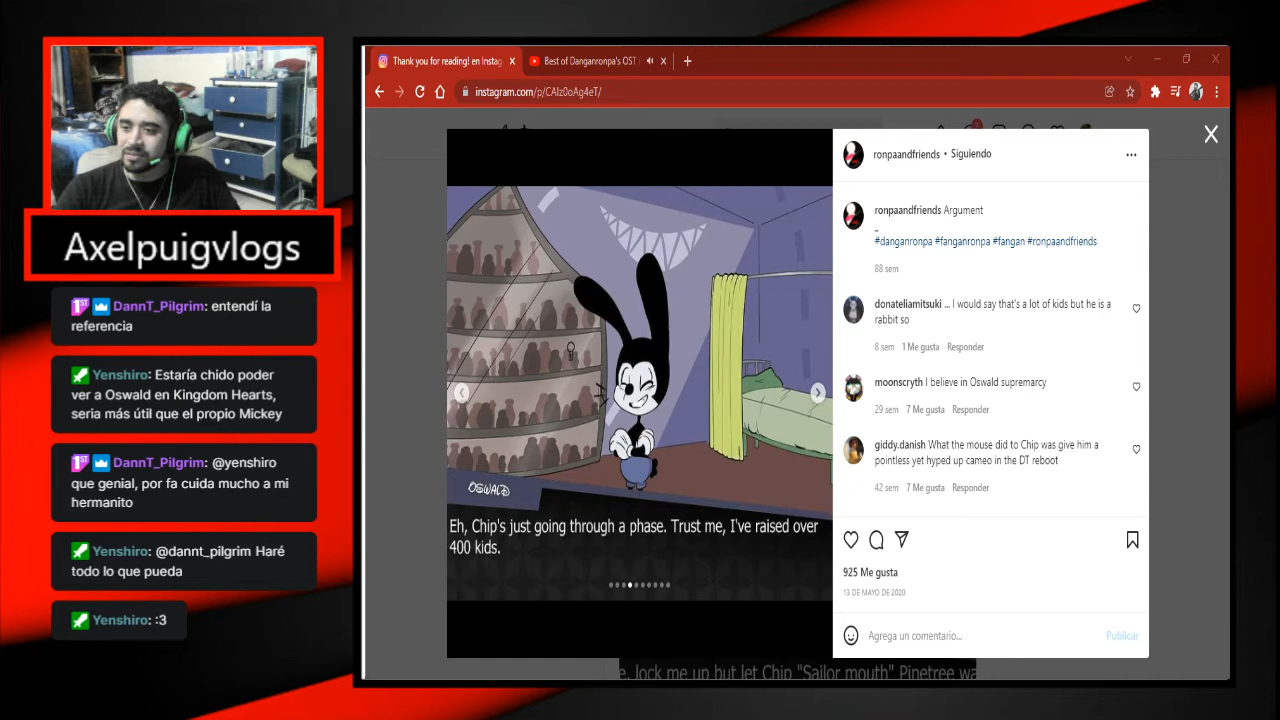 Axelpuigvlogs
DannT_Pilgrim: entendí la
referencia
Yenshiro: Estaría chido poder
ver a Oswald en Kingdom Hearts,
seria más útil que el propio Mickey
DannT_Pilgrim: @yenshiro
que genial, por fa cuida mucho a mi
hermanito
Yenshiro: @dannt_pilgrim Haré
todo lo que pueda
Yenshiro: :3
Thank you for reading! en Instag
Best of Danganronpa's OST
instagram.com/p/CAIz0oAg4eT/
OSWALD
Eh, Chip's just going through a phase. Trust me, I've raised over
400 kids.
ronpaandfriends • Siguiendo
ronpaandfriends Argument
_
#danganronpa #fanganronpa #fangan #ronpaandfriends
88 sem
donateliamitsuki ... I would say that's a lot of kids but he is a
rabbit so
8 sem 1 Me gusta Responder
moonscryth I believe in Oswald supremarcy
29 sem 7 Me gusta Responder
giddy.danish What the mouse did to Chip was give him a
pointless yet hyped up cameo in the DT reboot
42 sem 7 Me gusta Responder
925 Me gusta
13 DE MAYO DE 2020
Agrega un comentario...
Publicar
lock me up but let Chip "Sailor mouth" Pinetree